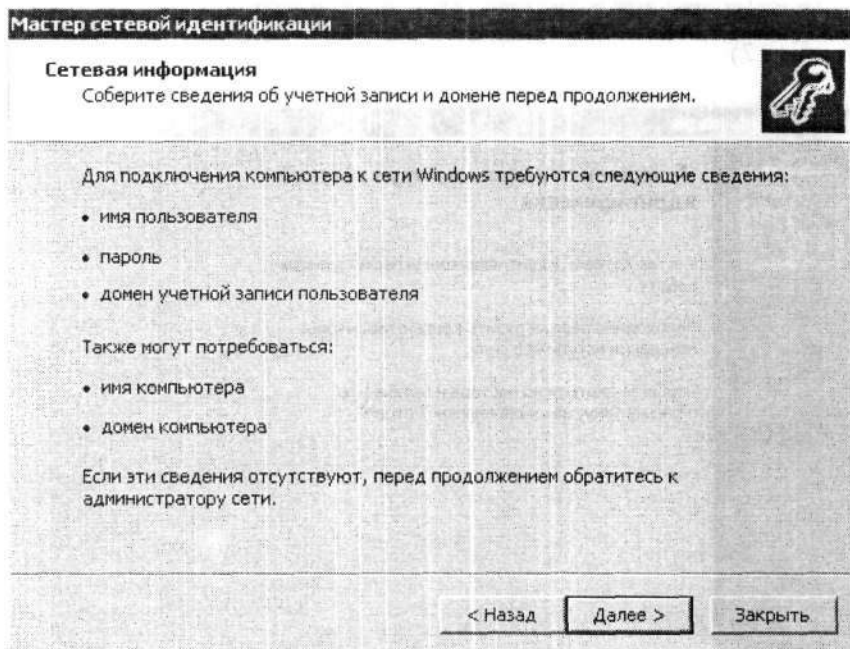 Мастер сетевой идентификации
Сетевая информация
Соберите сведения об учетной записи и домене перед продолжением.
Для подключения компьютера к сети Windows требуются следующие сведения:
• имя пользователя
• пароль
• домен учетной записи пользователя
Также могут потребоваться:
• имя компьютера
• домен компьютера
Если эти сведения отсутствуют, перед продолжением обратитесь к
администратору сети.
< Назад
Далее >
Закрыть